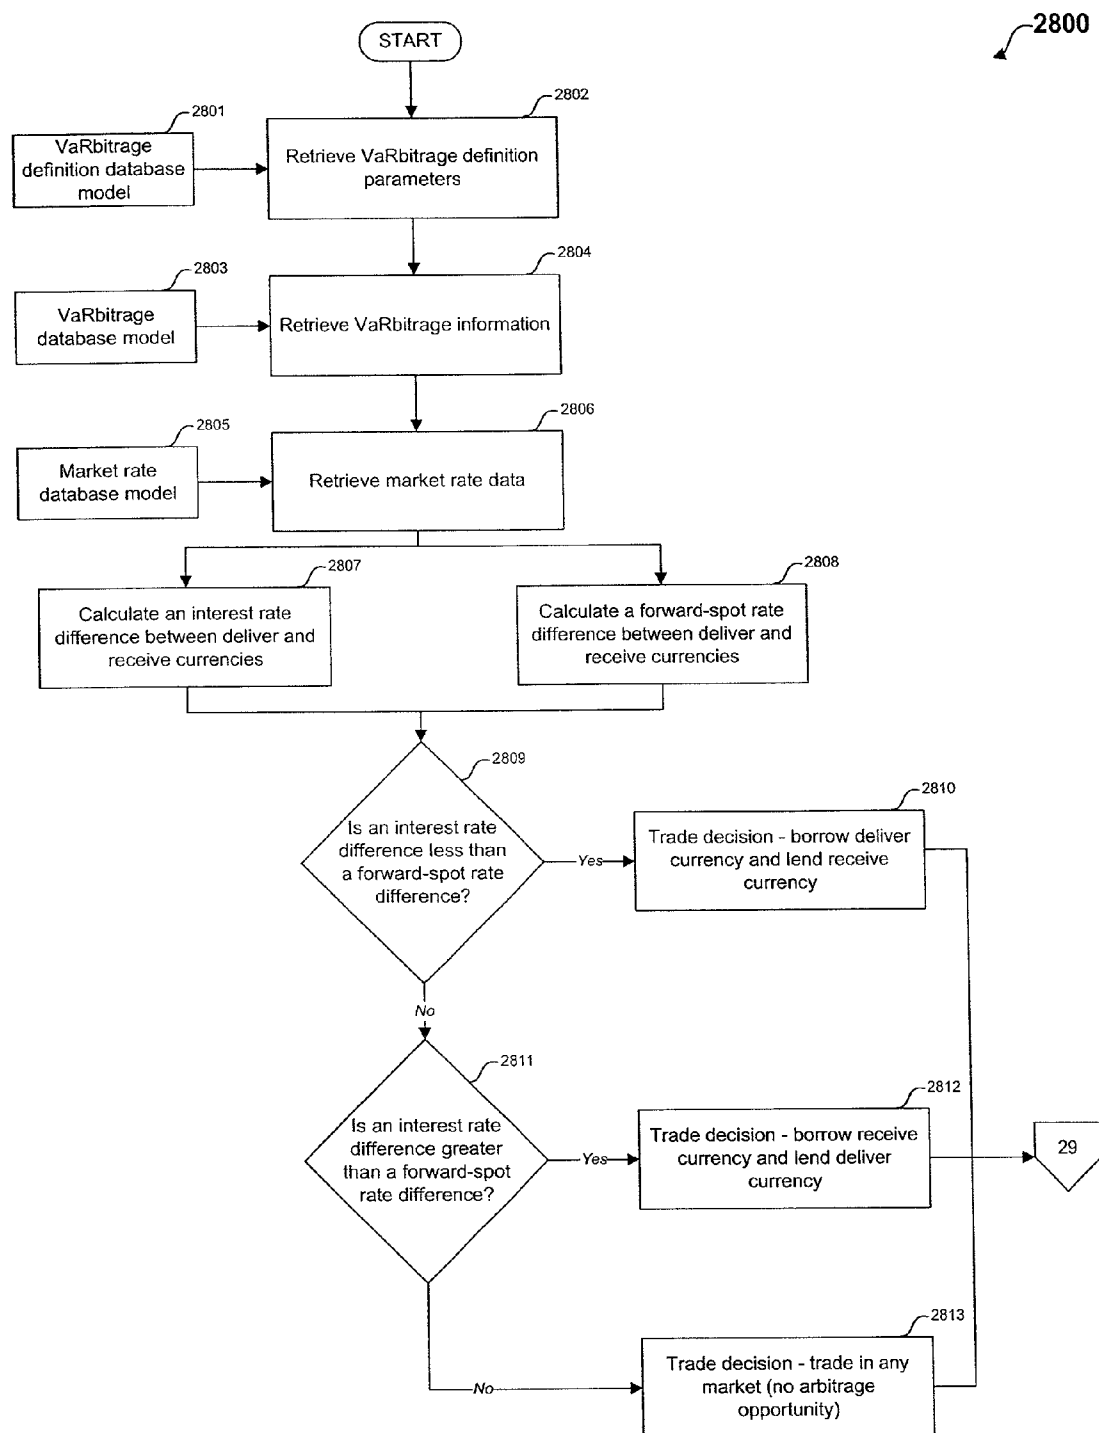 2800
START
2801
VaRbitrage
definition database
model
2802
Retrieve VaRbitrage definition
parameters
2803
VaRbitrage
database model
2804
Retrieve VaRbitrage information
2805
Market rate
database model
2806
Retrieve market rate data
2807
Calculate an interest rate
difference between deliver and
receive currencies
2808
Calculate a forward-spot rate
difference between deliver and
receive currencies
2809
Is an interest rate
difference less than
a forward-spot rate
difference?
Yes
2810
Trade decision - borrow deliver
currency and lend receive
currency
No
2811
Is an interest rate
difference greater
than a forward-spot
rate difference?
Yes
2812
Trade decision - borrow receive
currency and lend deliver
currency
29
No
2813
Trade decision - trade in any
market (no arbitrage
opportunity)